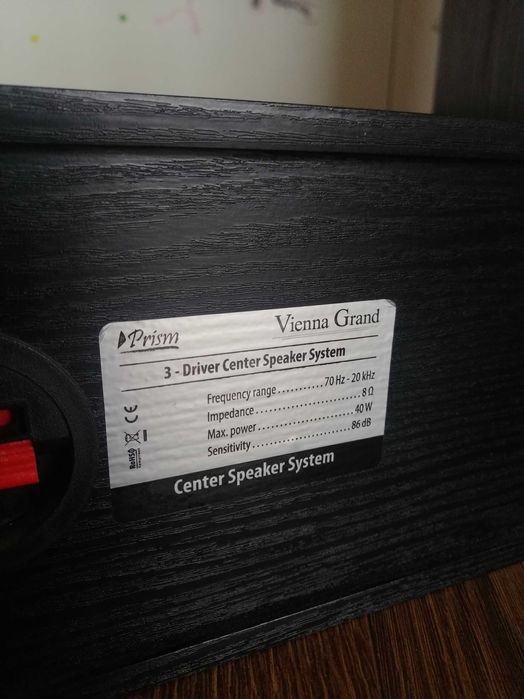 Prism
Vienna Grand
3 - Driver Center Speaker System
Frequency range............70 Hz - 20 kHz
Impedance..............................8 Ω
Max. power...........................40 W
Sensitivity............................86 dB
RoHS
Center Speaker System